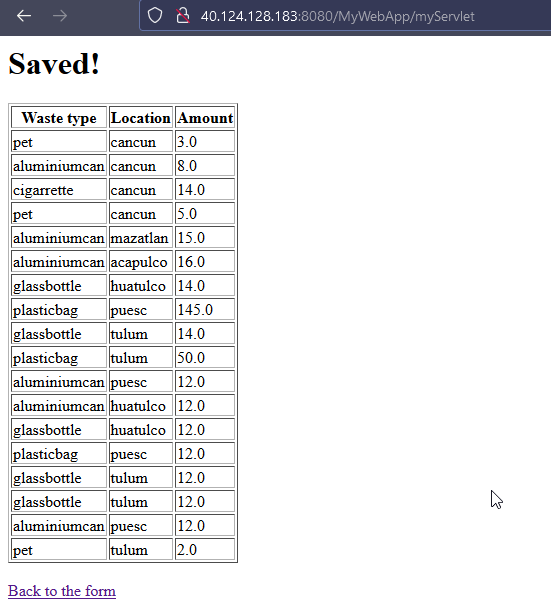 40.124.128.183:8080/MyWebApp/myServlet
Saved!
Waste type Location Amount
pet cancun 3.0
aluminiumcan cancun 8.0
cigarrette cancun 14.0
pet cancun 5.0
aluminiumcan mazatlan 15.0
aluminiumcan acapulco 16.0
glassbottle huatulco 14.0
plasticbag puesc 145.0
glassbottle tulum 14.0
plasticbag tulum 50.0
aluminiumcan puesc 12.0
aluminiumcan huatulco 12.0
glassbottle huatulco 12.0
plasticbag puesc 12.0
glassbottle tulum 12.0
glassbottle tulum 12.0
aluminiumcan puesc 12.0
pet tulum 2.0
Back to the form